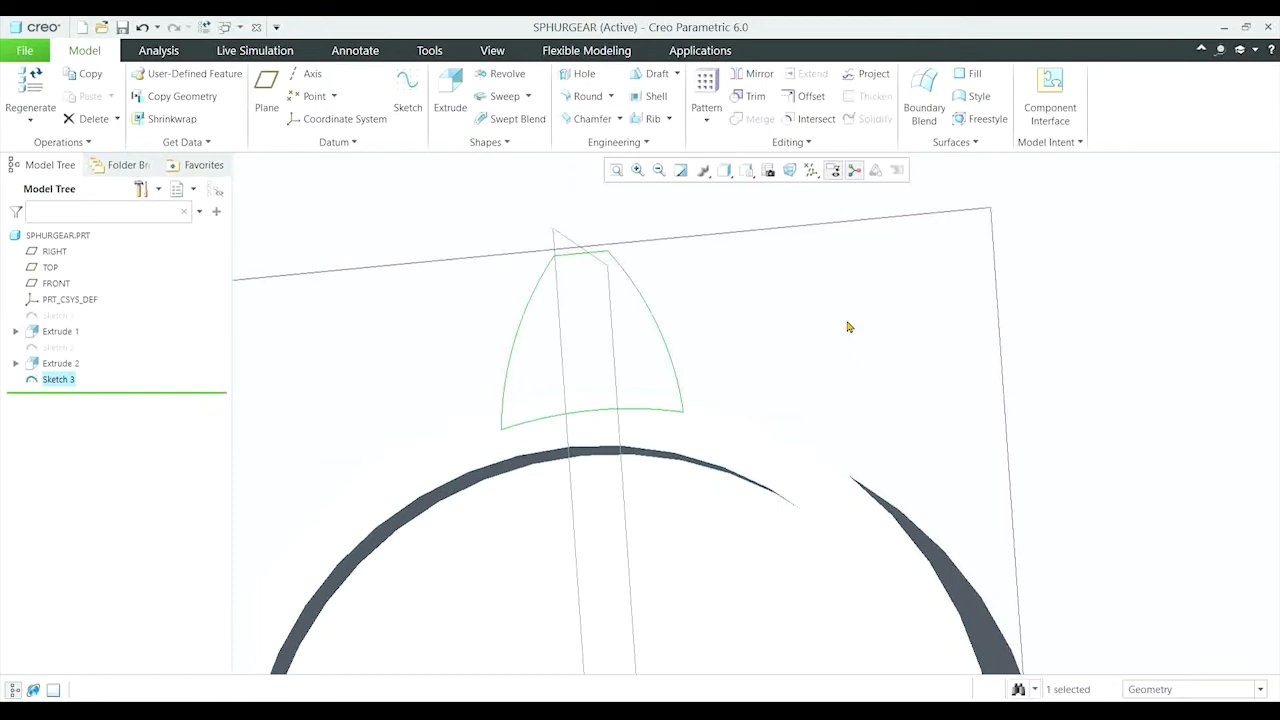 creo SPHURGEAR (Active) - Creo Parametric 6.0
File Model Analysis Live Simulation Annotate Tools View Flexible Modeling Applications
Copy User-Defined Feature Axis Revolve Hole Draft Mirror Extend Project Fill
Paste Copy Geometry Point Sweep Round Shell Trim Offset Thicken Style
Regenerate Plane Sketch Extrude Pattern Boundary Blend Component Interface
Delete Shrinkwrap Coordinate System Swept Blend Chamfer Rib Merge Intersect Solidify Freestyle
Operations Get Data Datum Shapes Engineering Editing Surfaces Model Intent
Model Tree Folder Br Favorites
Model Tree
SPHURGEAR.PRT
RIGHT
TOP
FRONT
PRT_CSYS_DEF
Sketch 1
Extrude 1
Sketch 2
Extrude 2
Sketch 3
1 selected Geometry